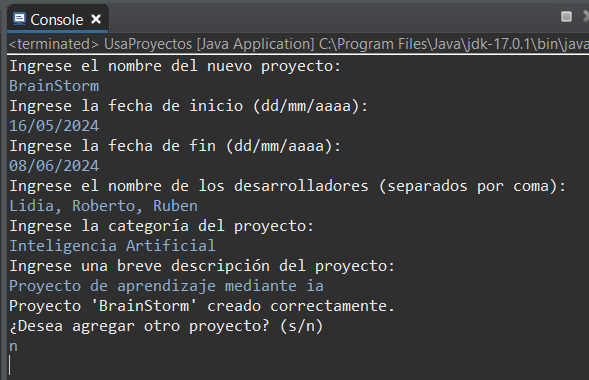 Console
<terminated> UsaProyectos [Java Application] C:\Program Files\Java\jdk-17.0.1\bin\java
Ingrese el nombre del nuevo proyecto:
BrainStorm
Ingrese la fecha de inicio (dd/mm/aaaa):
16/05/2024
Ingrese la fecha de fin (dd/mm/aaaa):
08/06/2024
Ingrese el nombre de los desarrolladores (separados por coma):
Lidia, Roberto, Ruben
Ingrese la categoría del proyecto:
Inteligencia Artificial
Ingrese una breve descripción del proyecto:
Proyecto de aprendizaje mediante ia
Proyecto 'BrainStorm' creado correctamente.
¿Desea agregar otro proyecto? (s/n)
n